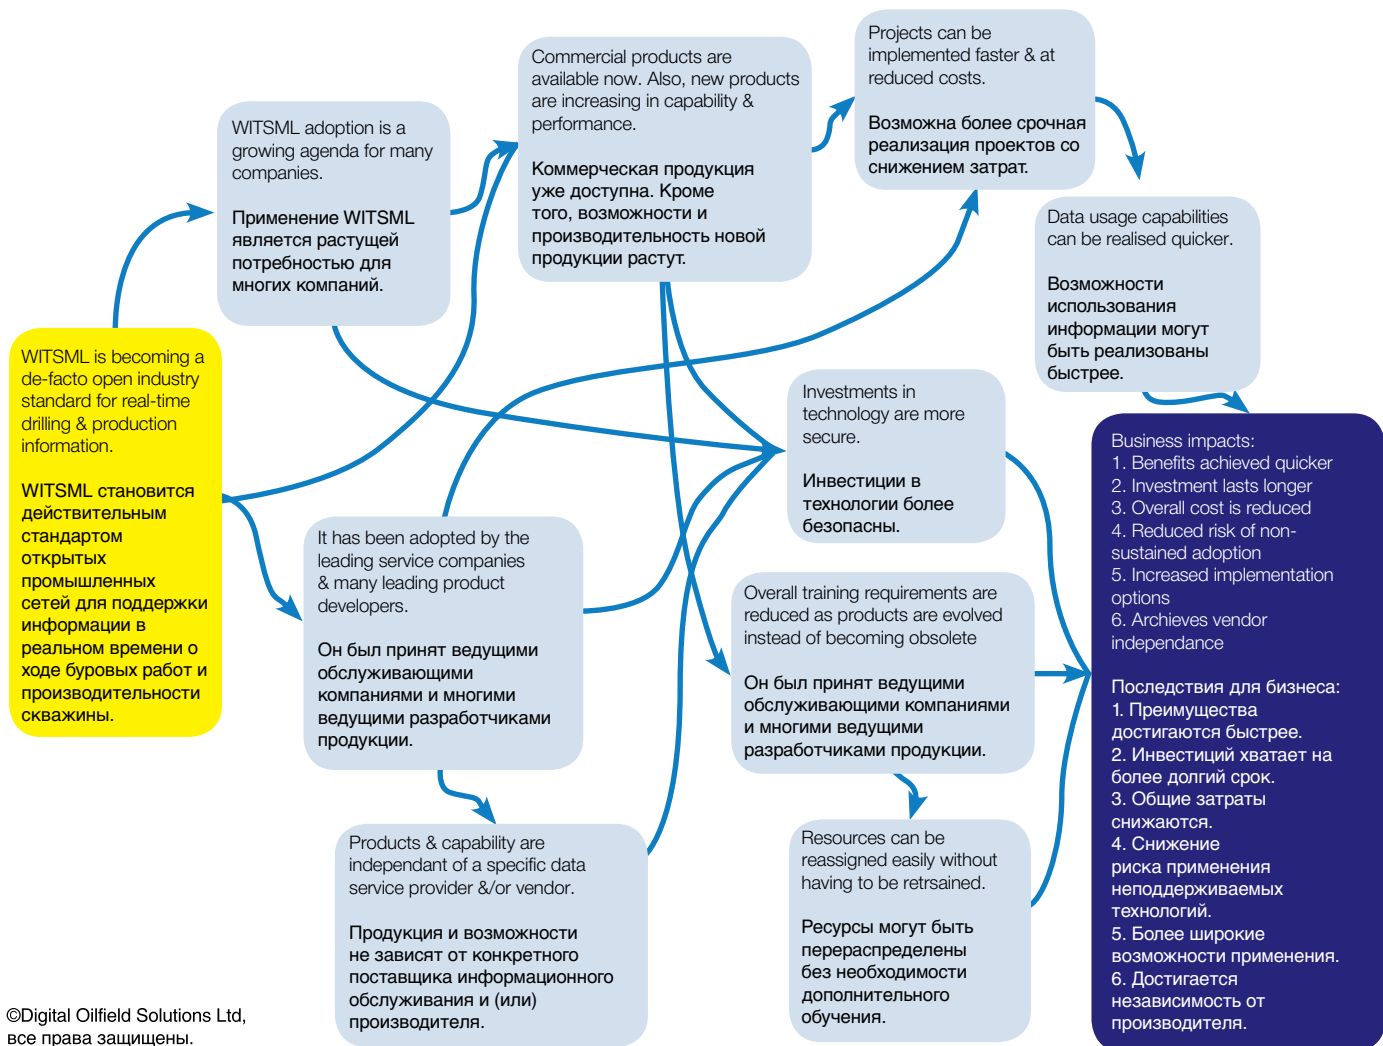 Projects can be
implemented faster & at
reduced costs.
Возможна более срочная
реализация проектов со
снижением затрат.
Commercial products are
available now. Also, new products
are increasing in capability &
performance.
Коммерческая продукция
уже доступна. Кроме
того, возможности и
производительность новой
продукции растут.
WITSML adoption is a
growing agenda for many
companies.
Применение WITSML
является растущей
потребностью для
многих компаний.
Data usage capabilities
can be realised quicker.
Возможности
использования
информации могут
быть реализованы
быстрее.
WITSML is becoming a
de-facto open industry
standard for real-time
drilling & production
information.
WITSML становится
действительным
стандартом
открытых
промышленных
сетей для поддержки
информации в
реальном времени о
ходе буровых работ и
производительности
скважины.
Investments in
technology are more
secure.
Инвестиции в
технологии более
безопасны.
It has been adopted by the
leading service companies
& many leading product
developers.
Он был принят ведущими
обслуживающими
компаниями и многими
ведущими разработчиками
продукции.
Overall training requirements are
reduced as products are evolved
instead of becoming obsolete
Он был принят ведущими
обслуживающими компаниями
и многими ведущими
разработчиками продукции.
Business impacts:
1. Benefits achieved quicker
2. Investment lasts longer
3. Overall cost is reduced
4. Reduced risk of non-
sustained adoption
5. Increased implementation
options
6. Archieves vendor
independance
Последствия для бизнеса:
1. Преимущества
достигаются быстрее.
2. Инвестиций хватает на
более долгий срок.
3. Общие затраты
снижаются.
4. Снижение
риска применения
неподдерживаемых
технологий.
5. Более широкие
возможности применения.
6. Достигается
независимость от
производителя.
Products & capability are
independant of a specific data
service provider &/or vendor.
Продукция и возможности
не зависят от конкретного
поставщика информационного
обслуживания и (или)
производителя.
Resources can be
reassigned easily without
having to be retrsained.
Ресурсы могут быть
перераспределены
без необходимости
дополнительного
обучения.
©Digital Oilfield Solutions Ltd,
все права защищены.